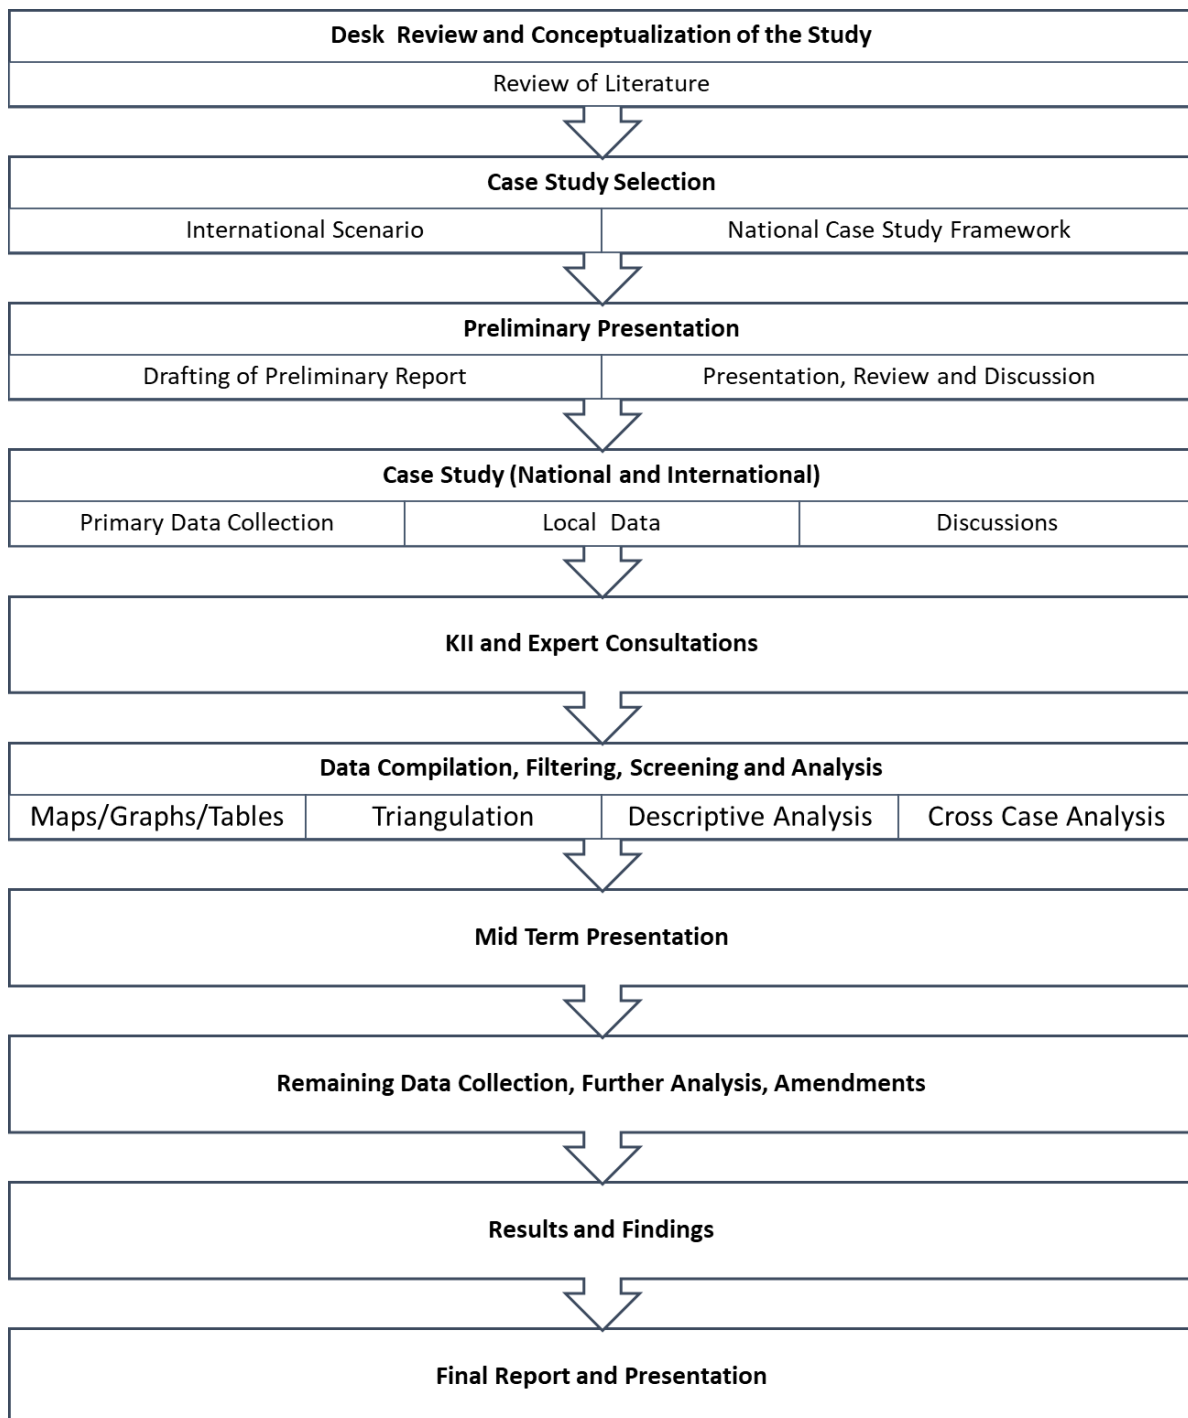 Desk  Review and Conceptualization of the Study
Review of Literature
Case Study Selection
International Scenario
National Case Study Framework
Preliminary Presentation
Drafting of Preliminary Report
Presentation, Review and Discussion
Case Study (National and International)
Primary Data Collection
Local  Data
Discussions
KII and Expert Consultations
Data Compilation, Filtering, Screening and Analysis
Maps/Graphs/Tables
Triangulation
Descriptive Analysis
Cross Case Analysis
Mid Term Presentation
Remaining Data Collection, Further Analysis, Amendments
Results and Findings
Final Report and Presentation